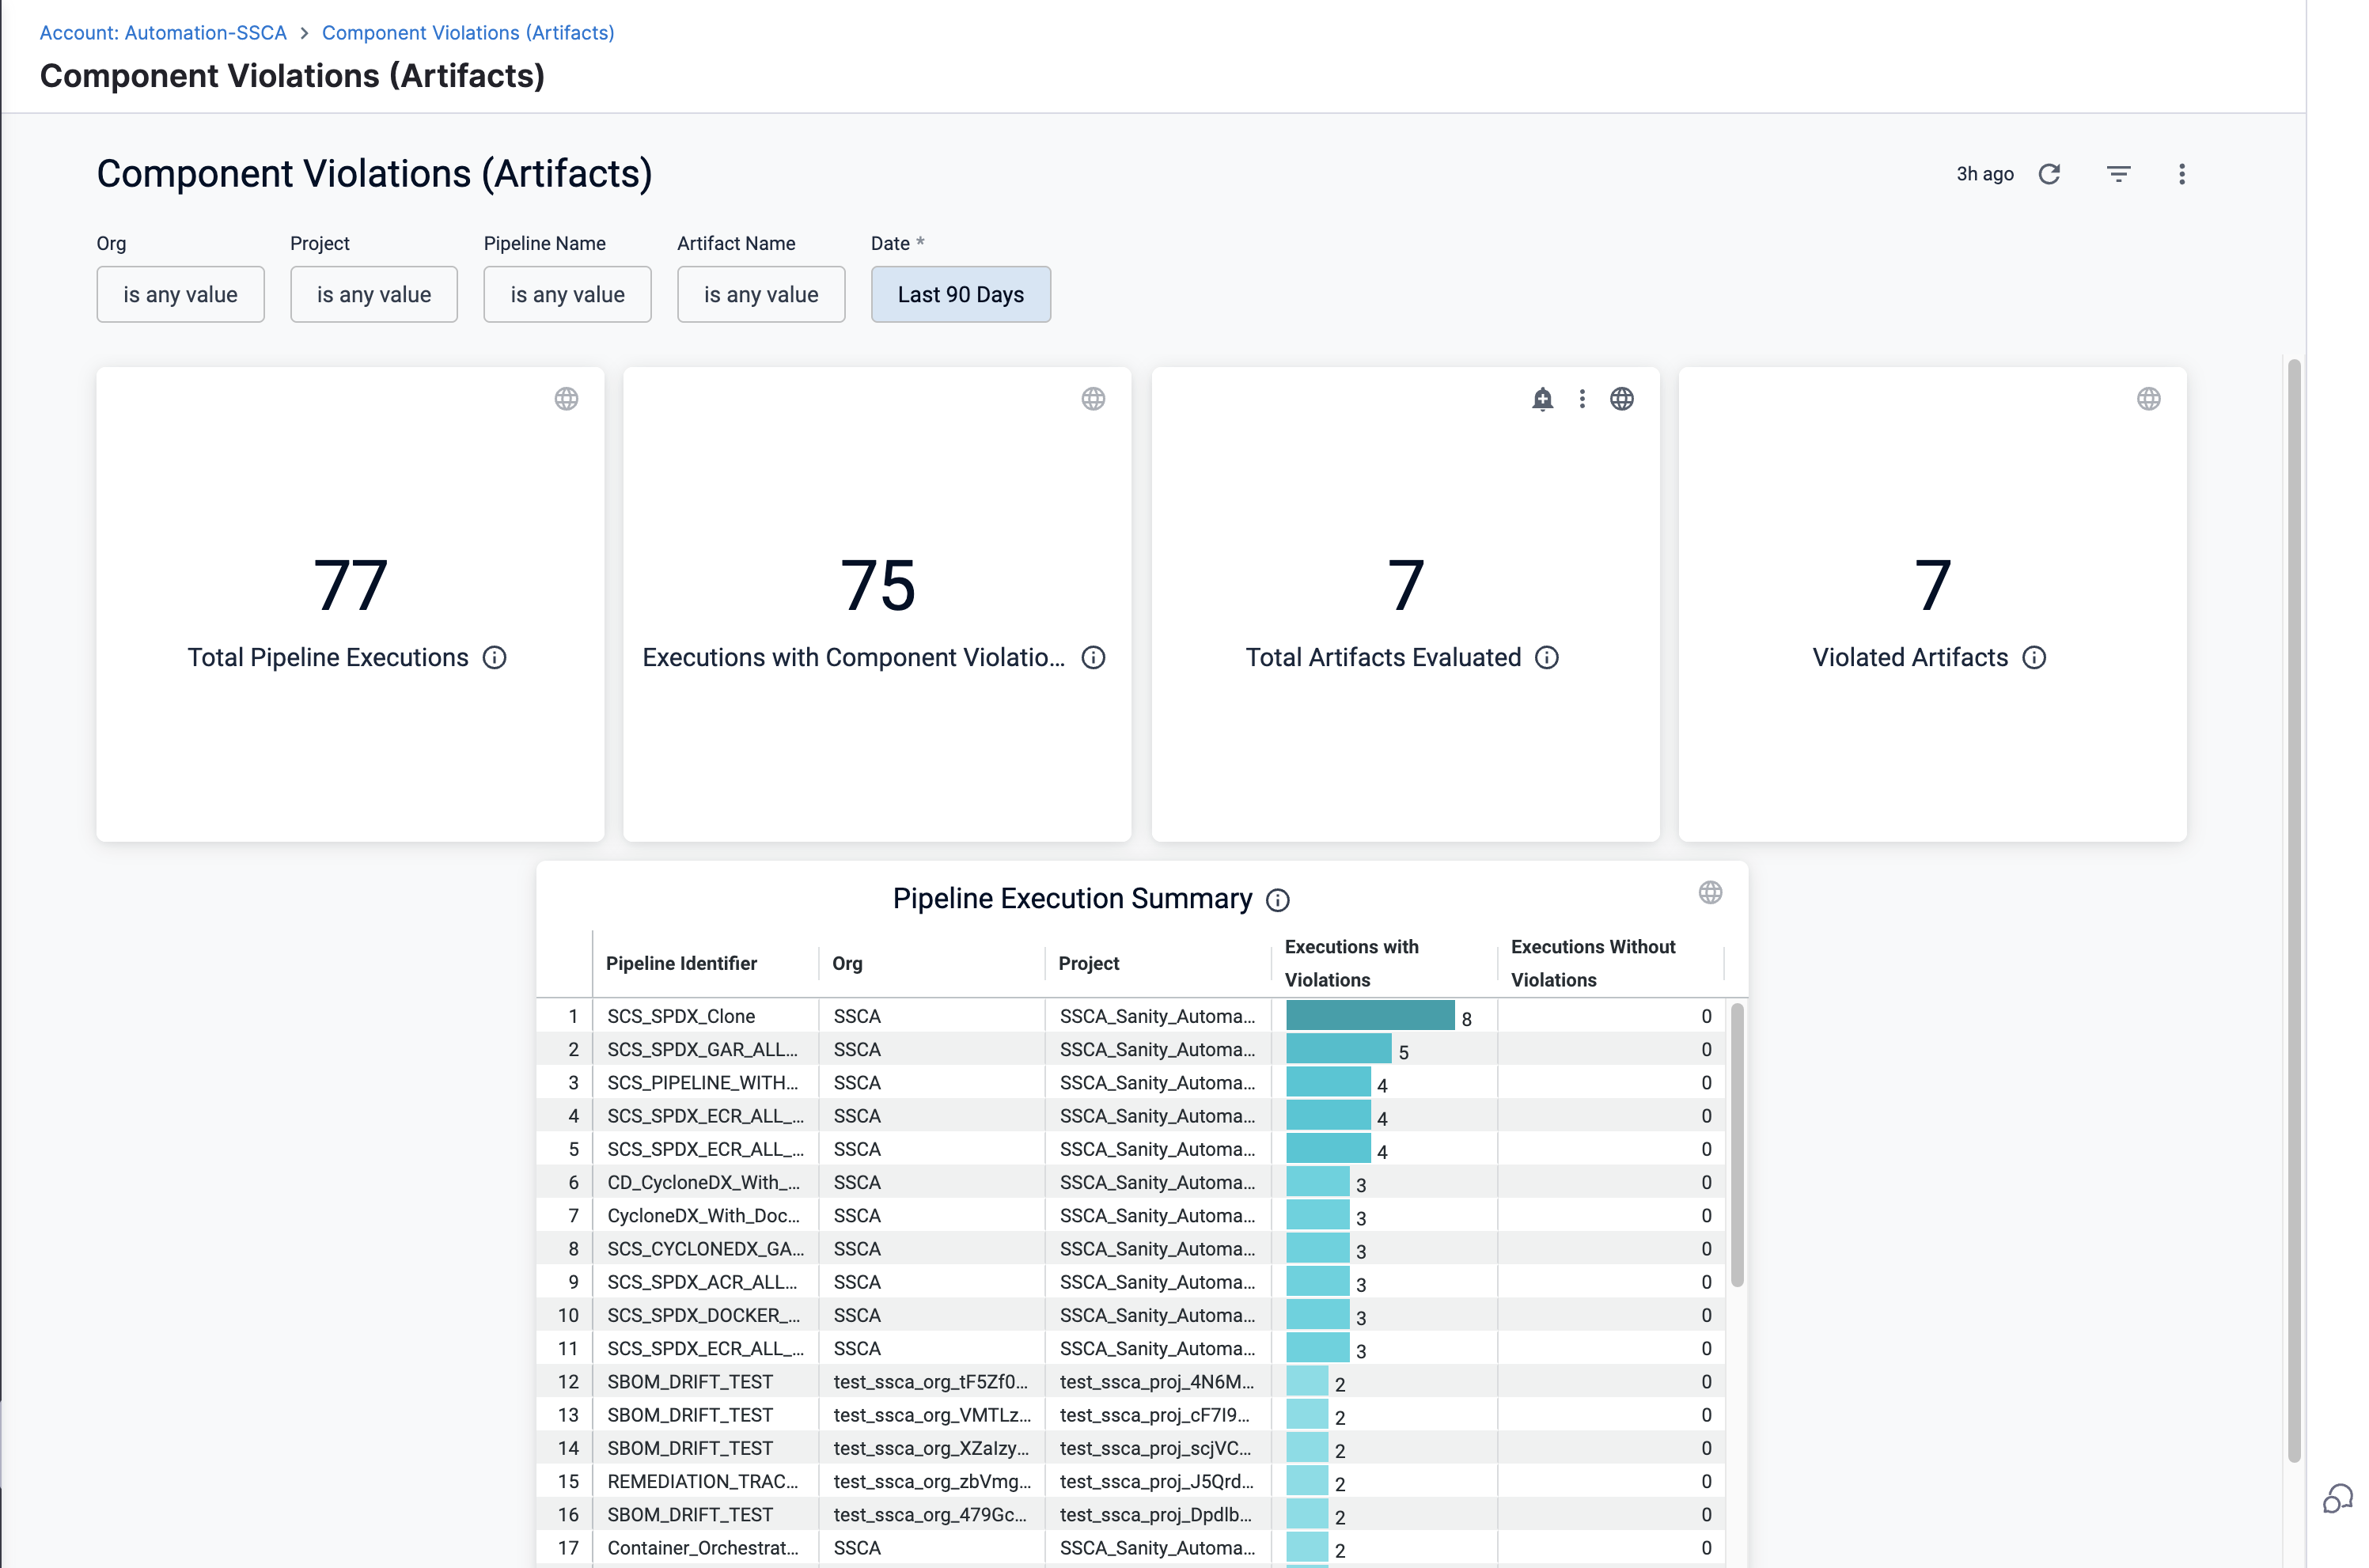 Account: Automation-SSCA > Component Violations (Artifacts)
Component Violations (Artifacts)
Component Violations (Artifacts)
3h ago
Org Project Pipeline Name Artifact Name Date *
is any value is any value is any value is any value Last 90 Days
77
Total Pipeline Executions
75
Executions with Component Violatio...
7
Total Artifacts Evaluated
7
Violated Artifacts
Pipeline Execution Summary
Pipeline Identifier Org Project Executions with Violations Executions Without Violations
1 SCS_SPDX_Clone SSCA SSCA_Sanity_Automa... 8 0
2 SCS_SPDX_GAR_ALL... SSCA SSCA_Sanity_Automa... 5 0
3 SCS_PIPELINE_WITH... SSCA SSCA_Sanity_Automa... 4 0
4 SCS_SPDX_ECR_ALL_... SSCA SSCA_Sanity_Automa... 4 0
5 SCS_SPDX_ECR_ALL_... SSCA SSCA_Sanity_Automa... 4 0
6 CD_CycloneDX_With_... SSCA SSCA_Sanity_Automa... 3 0
7 CycloneDX_With_Doc... SSCA SSCA_Sanity_Automa... 3 0
8 SCS_CYCLONEDX_GA... SSCA SSCA_Sanity_Automa... 3 0
9 SCS_SPDX_ACR_ALL... SSCA SSCA_Sanity_Automa... 3 0
10 SCS_SPDX_DOCKER_... SSCA SSCA_Sanity_Automa... 3 0
11 SCS_SPDX_ECR_ALL_... SSCA SSCA_Sanity_Automa... 3 0
12 SBOM_DRIFT_TEST test_ssca_org_tF5Zf0... test_ssca_proj_4N6M... 2 0
13 SBOM_DRIFT_TEST test_ssca_org_VMTLz... test_ssca_proj_cF7I9... 2 0
14 SBOM_DRIFT_TEST test_ssca_org_XZaIzy... test_ssca_proj_scjVC... 2 0
15 REMEDIATION_TRAC... test_ssca_org_zbVmg... test_ssca_proj_J5Qrd... 2 0
16 SBOM_DRIFT_TEST test_ssca_org_479Gc... test_ssca_proj_Dpdlb... 2 0
17 Container_Orchestrat... SSCA SSCA_Sanity_Automa... 2 0